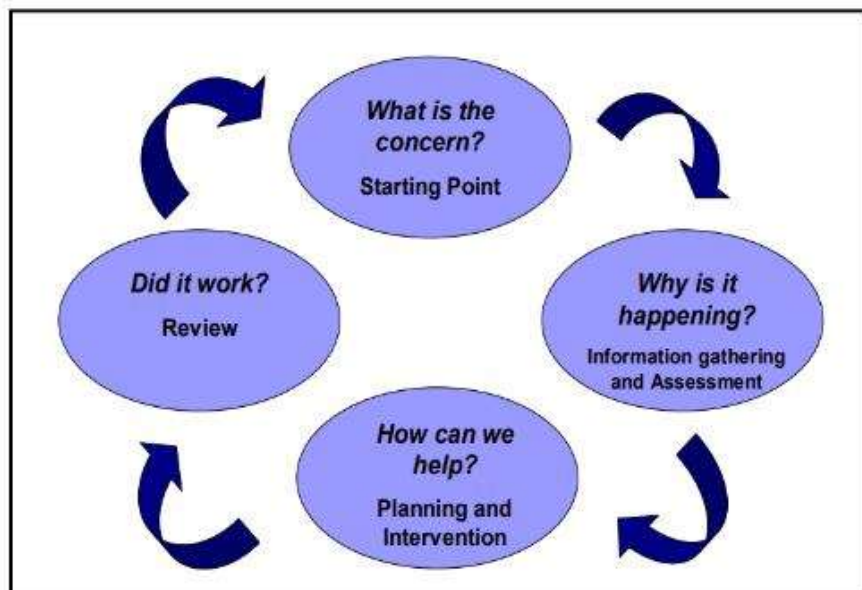 What is the
concern?
Starting Point
Why is it
happening?
Information gathering
and Assessment
How can we
help?
Planning and
Intervention
Did it work?
Review